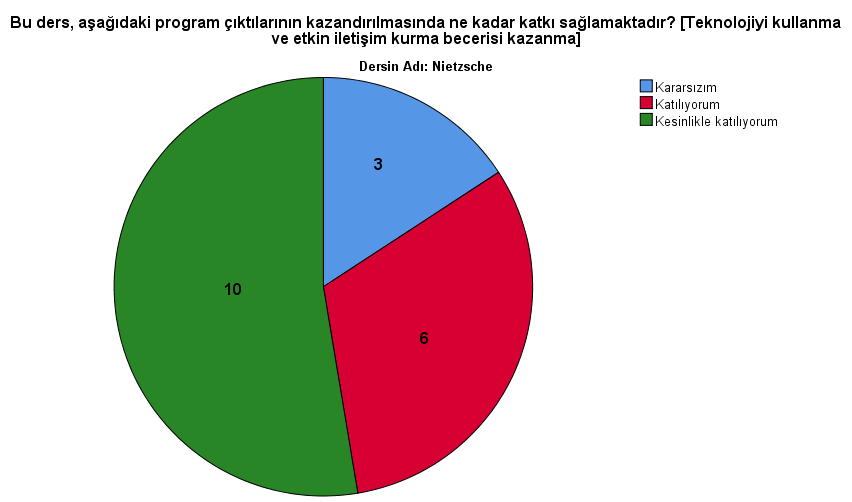 Bu ders, aşağıdaki program çıktılarının kazandırılmasında ne kadar katkı sağlamaktadır? [Teknolojiyi kullanma
ve etkin iletişim kurma becerisi kazanma]
Dersin Adı: Nietzsche
Kararsızım
Katılıyorum
Kesinlikle katılıyorum
3
10
6